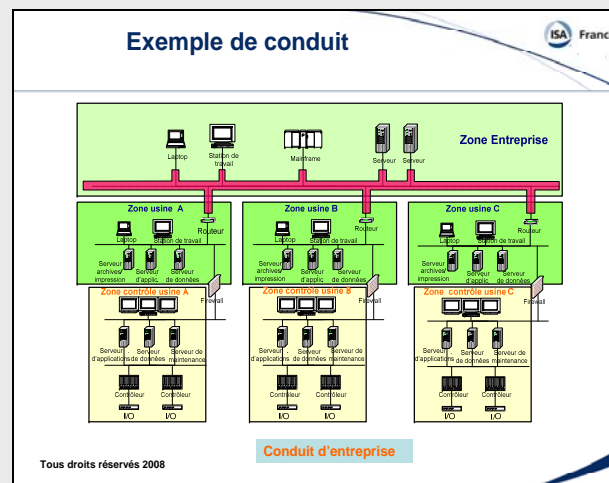 Exemple de conduit
ISA Franc
Zone Entreprise
Laptop
Station de
travail
Mainframe
Serveur
Serveur
Zone usine A
Routeur
Laptop
Station de travail
Serveur
archives/
impression
Serveur
d'applic.
Serveur
de données
Zone contrôle usine A
Firewall
Serveur
d'applications
Serveur
de données
Serveur de
maintenance
Contrôleur
Contrôleur
I/O
I/O
Zone usine B
Routeur
Laptop
Station de travail
Serveur
archives/
impression
Serveur
d'applic.
Serveur
de données
Zone contrôle usine B
Firewall
Serveur
d'applications
Serveur
de données
Serveur de
maintenance
Contrôleur
Contrôleur
I/O
I/O
Zone usine C
Routeur
Laptop
Station de travail
Serveur
archives/
impression
Serveur
d'applic.
Serveur
de données
Zone contrôle usine C
Firewall
Serveur
d'applications
Serveur
de données
Serveur de
maintenance
Contrôleur
Contrôleur
I/O
I/O
Conduit d'entreprise
Tous droits réservés 2008